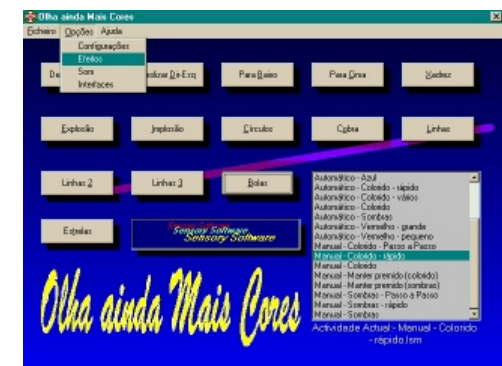 Olha ainda Mais Cores
Ficheiro Opções Ajuda
Configurações
Efeitos
Som
Interfaces
Dir-Esq
Para Baixo
Para Cima
Xadrez
Explosão
Implosão
Círculos
Cobra
Linhas
Linhas 2
Linhas 3
Bolas
Estrelas
Sensory Software
Automático - Azul
Automático - Colorido - rápido
Automático - Colorido - vários
Automático - Colorido
Automático - Sombras
Automático - Vermelho - grande
Automático - Vermelho - pequeno
Manual - Colorido - Passo a Passo
Manual - Colorido - rápido
Manual - Colorido
Manual - Manter premido (colorido)
Manual - Manter premido (sombras)
Manual - Sombras - Passo a Passo
Manual - Sombras - rápido
Manual - Sombras
Olha ainda Mais Cores
Actividade Actual:- Manual - Colorido
- rápido.lsm